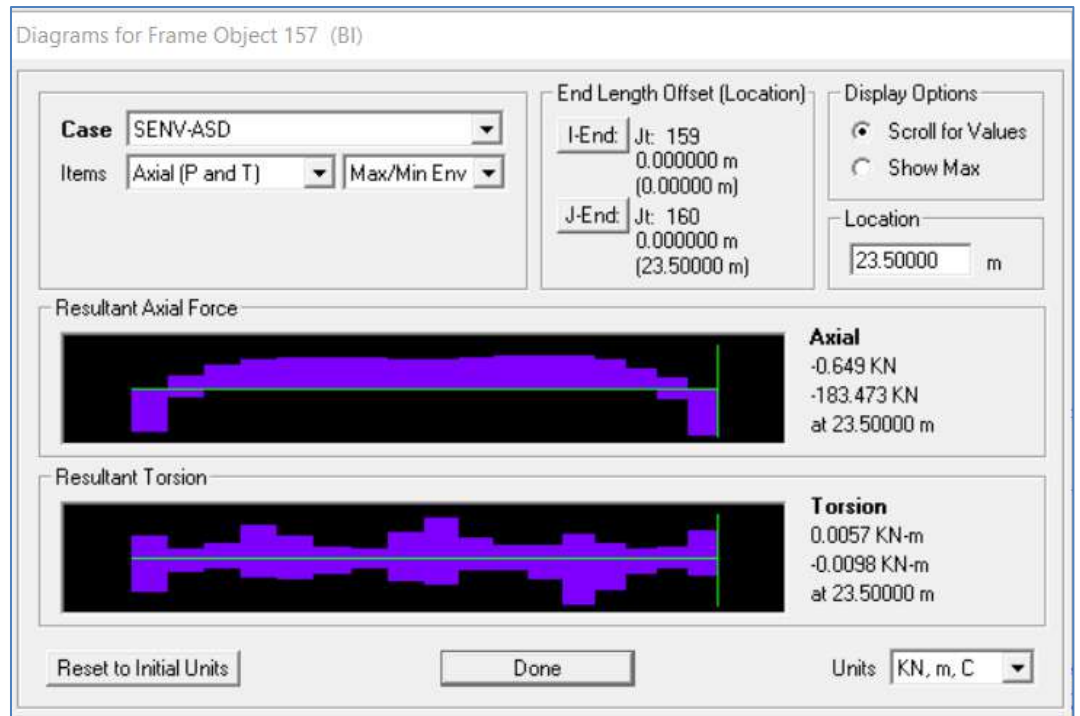 Diagrams for Frame Object 157 (BI)
Case SENV-ASD
Items Axial (P and T) Max/Min Env
End Length Offset (Location)
I-End: Jt: 159
0.000000 m
(0.00000 m)
J-End: Jt: 160
0.000000 m
(23.50000 m)
Display Options
Scroll for Values
Show Max
Location
23.50000 m
Resultant Axial Force
Axial
-0.649 KN
-183.473 KN
at 23.50000 m
Resultant Torsion
Torsion
0.0057 KN-m
-0.0098 KN-m
at 23.50000 m
Reset to Initial Units Done Units KN, m, C